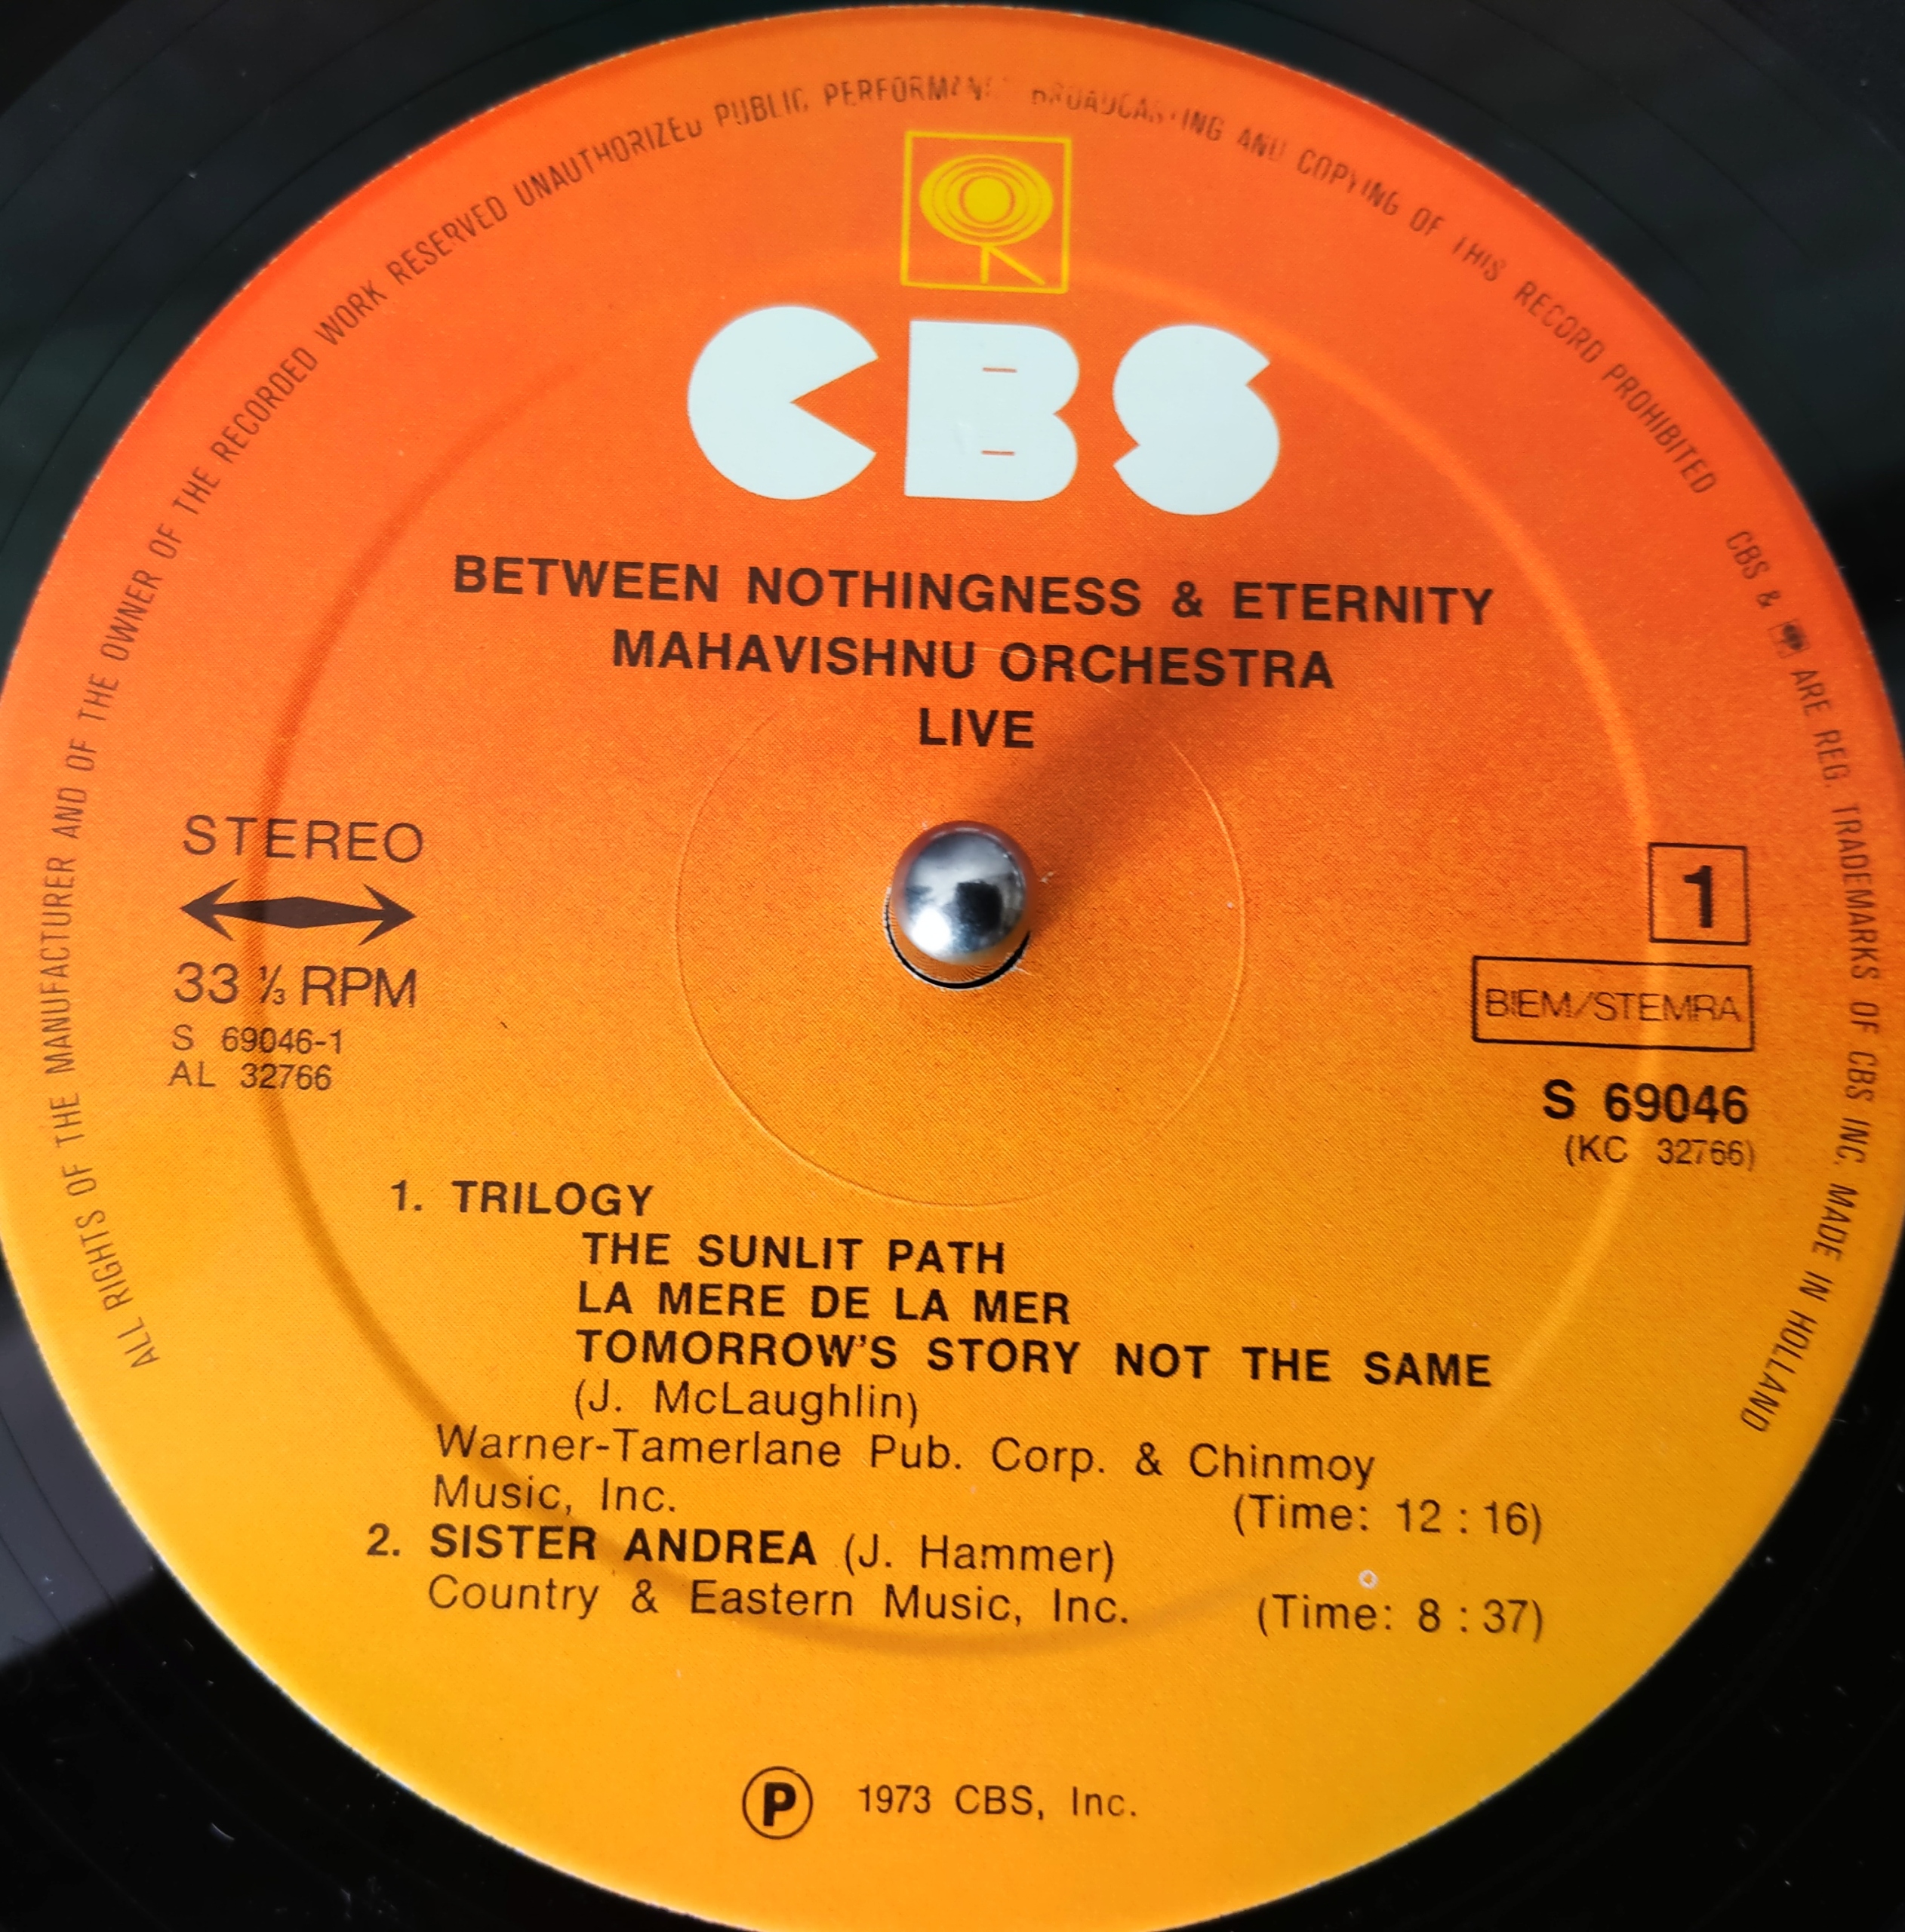 ALL RIGHTS OF THE MANUFACTURER AND OF THE OWNER OF THE RECORDED WORK RESERVED UNAUTHORIZED PUBLIC PERFORMANCE BROADCASTING AND COPYING OF THIS RECORD PROHIBITED CBS & ARE REG. TRADEMARKS OF CBS INC. MADE IN HOLLAND
CBS
BETWEEN NOTHINGNESS & ETERNITY
MAHAVISHNU ORCHESTRA
LIVE
STEREO
33 ⅓ RPM
S 69046-1
AL 32766
1
BIEM/STEMRA
S 69046
(KC 32766)
1. TRILOGY
THE SUNLIT PATH
LA MERE DE LA MER
TOMORROW'S STORY NOT THE SAME
(J. McLaughlin)
Warner-Tamerlane Pub. Corp. & Chinmoy
Music, Inc. (Time: 12 : 16)
2. SISTER ANDREA (J. Hammer)
Country & Eastern Music, Inc. (Time: 8 : 37)
Ⓟ 1973 CBS, Inc.